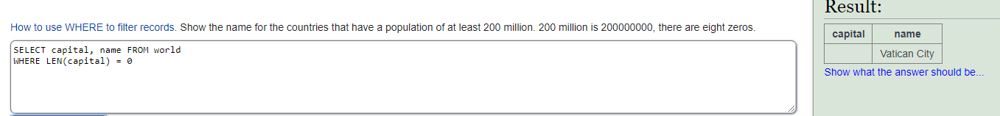 How to use WHERE to filter records. Show the name for the countries that have a population of at least 200 million. 200 million is 200000000, there are eight zeros.
SELECT capital, name FROM world
WHERE LEN(capital) = 0
Result:
capital name
Vatican City
Show what the answer should be...